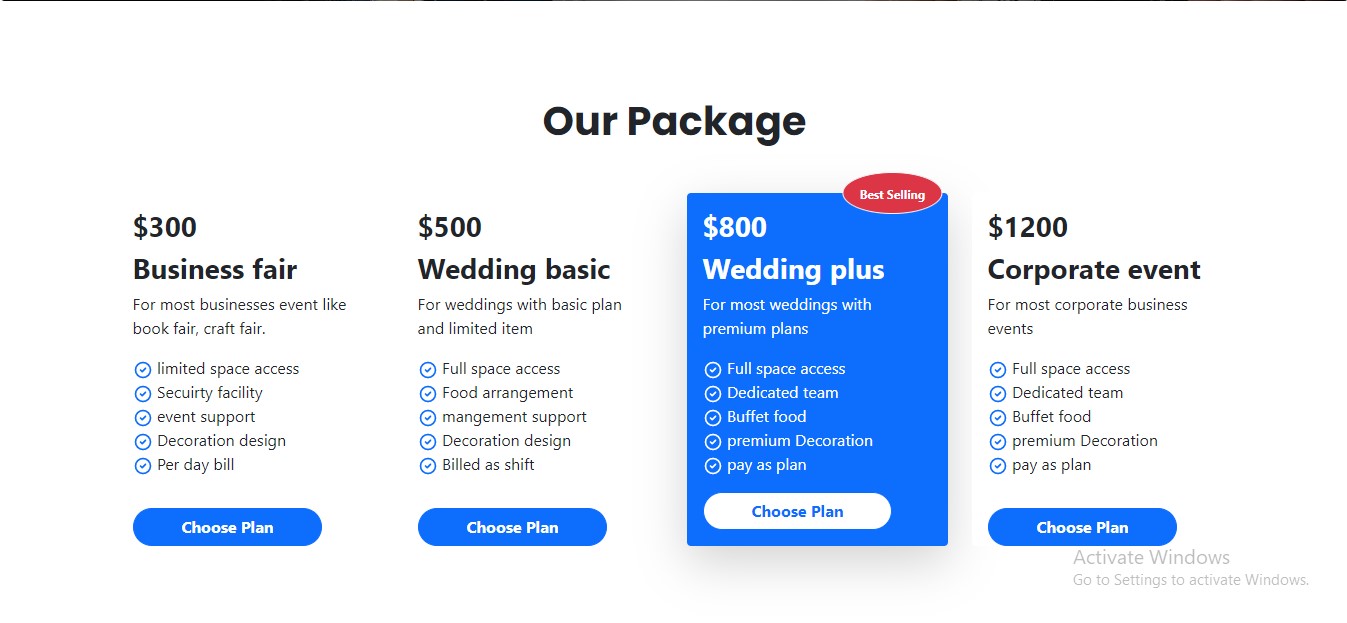 Our Package
$300
Business fair
For most businesses event like
book fair, craft fair.
limited space access
Secuirty facility
event support
Decoration design
Per day bill
Choose Plan
$500
Wedding basic
For weddings with basic plan
and limited item
Full space access
Food arrangement
mangement support
Decoration design
Billed as shift
Choose Plan
Best Selling
$800
Wedding plus
For most weddings with
premium plans
Full space access
Dedicated team
Buffet food
premium Decoration
pay as plan
Choose Plan
$1200
Corporate event
For most corporate business
events
Full space access
Dedicated team
Buffet food
premium Decoration
pay as plan
Choose Plan
Activate Windows
Go to Settings to activate Windows.